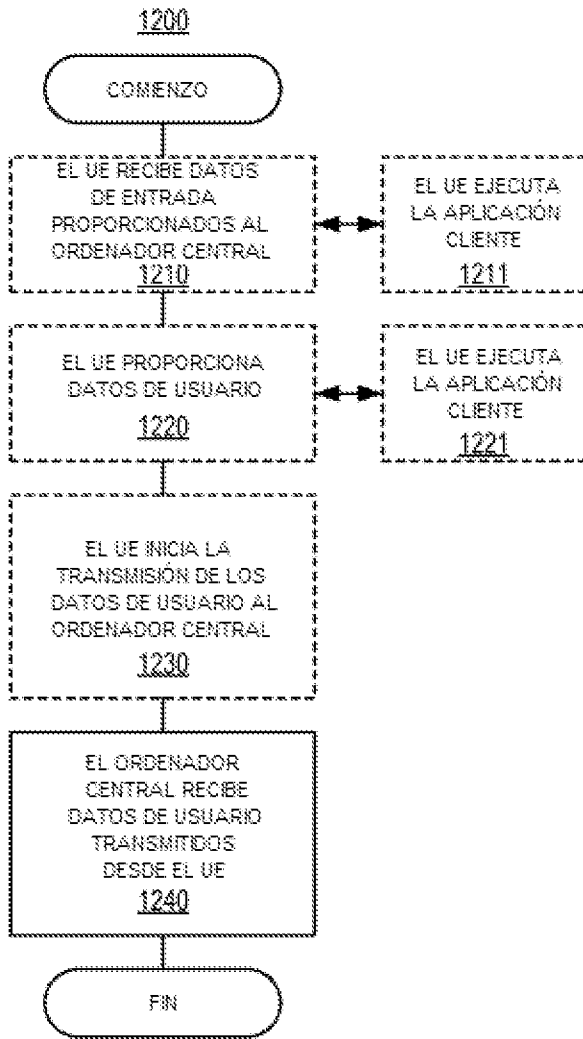 1200
COMIENZO
EL UE RECIBE DATOS
DE ENTRADA
PROPORCIONADOS AL
ORDENADOR CENTRAL
1210
EL UE EJECUTA
LA APLICACIÓN
CLIENTE
1211
EL UE PROPORCIONA
DATOS DE USUARIO
1220
EL UE EJECUTA
LA APLICACIÓN
CLIENTE
1221
EL UE INICIA LA
TRANSMISIÓN DE LOS
DATOS DE USUARIO AL
ORDENADOR CENTRAL
1230
EL ORDENADOR
CENTRAL RECIBE
DATOS DE USUARIO
TRANSMITIDOS
DESDE EL UE
1240
FIN